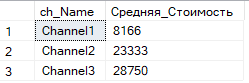 ch_Name Средняя_Стоимость
1 Channel1 8166
2 Channel2 23333
3 Channel3 28750